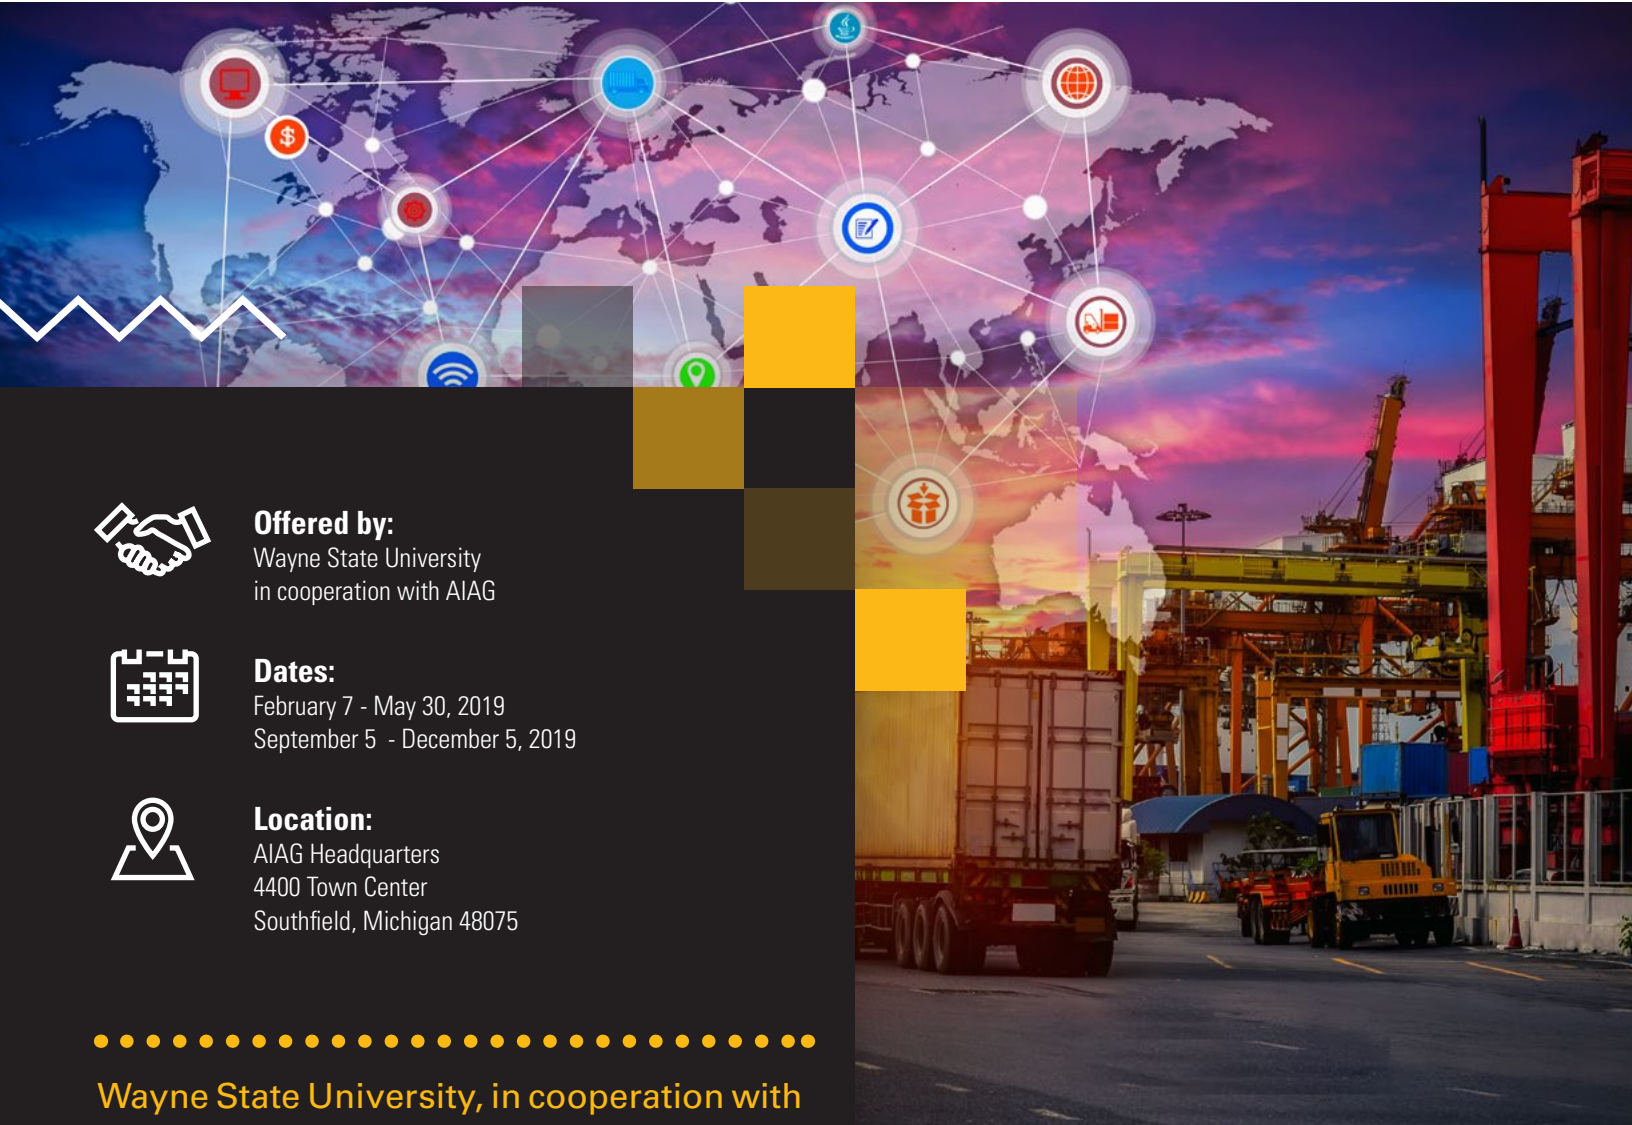 Offered by:
Wayne State University
in cooperation with AIAG
Dates:
February 7 - May 30, 2019
September 5  - December 5, 2019
Location:
AIAG Headquarters
4400 Town Center
Southfield, Michigan 48075
Wayne State University, in cooperation with